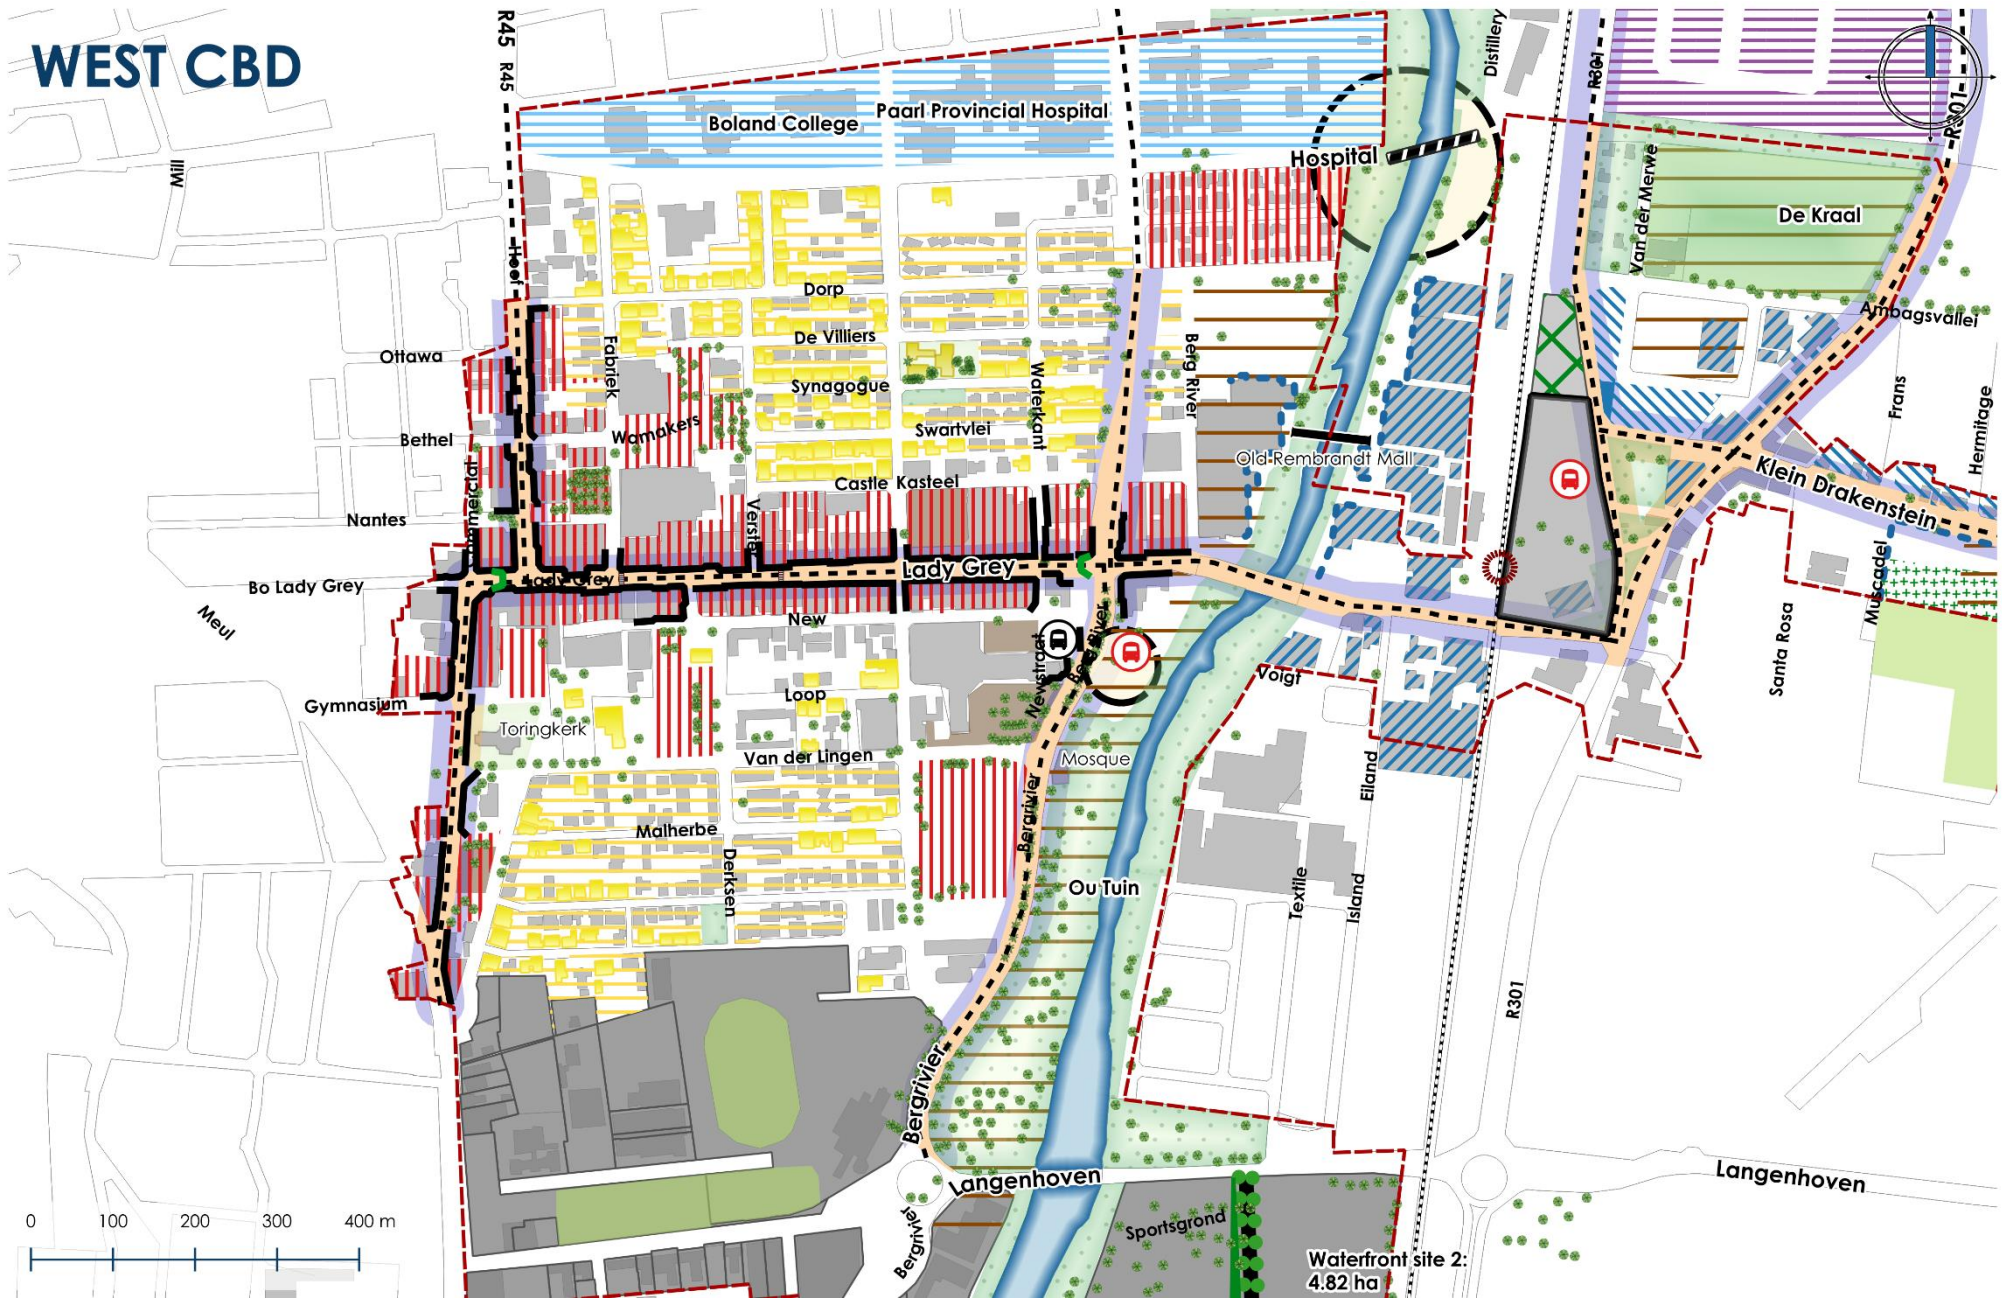 WEST CBD
R45
R45
Distillery
R301
R301
Boland College
Paarl Provincial Hospital
Hospital
Mill
Van der Merwe
De Kraal
Hoof
Dorp
De Villiers
Ambagsvallei
Ottawa
Fabriek
Synagogue
Waterkant
Berg River
Frans
Hermitage
Bethel
Wamakers
Swartvlei
Old Rembrandt Mall
Klein Drakenstein
Commercial
Castle Kasteel
Nantes
Verster
Lady Grey
Lady Grey
Bo Lady Grey
Muscadel
Meul
New
Newstraat
Berg River
Santa Rosa
Voigt
Gymnasium
Loop
Toringkerk
Van der Lingen
Mosque
Eiland
Bergrivier
Malherbe
Derksen
Ou Tuin
Textile
Island
R301
Bergrivier
Langenhoven
Langenhoven
0 100 200 300 400 m
Bergrivier
Sportsgrond
Waterfront site 2:
4.82 ha